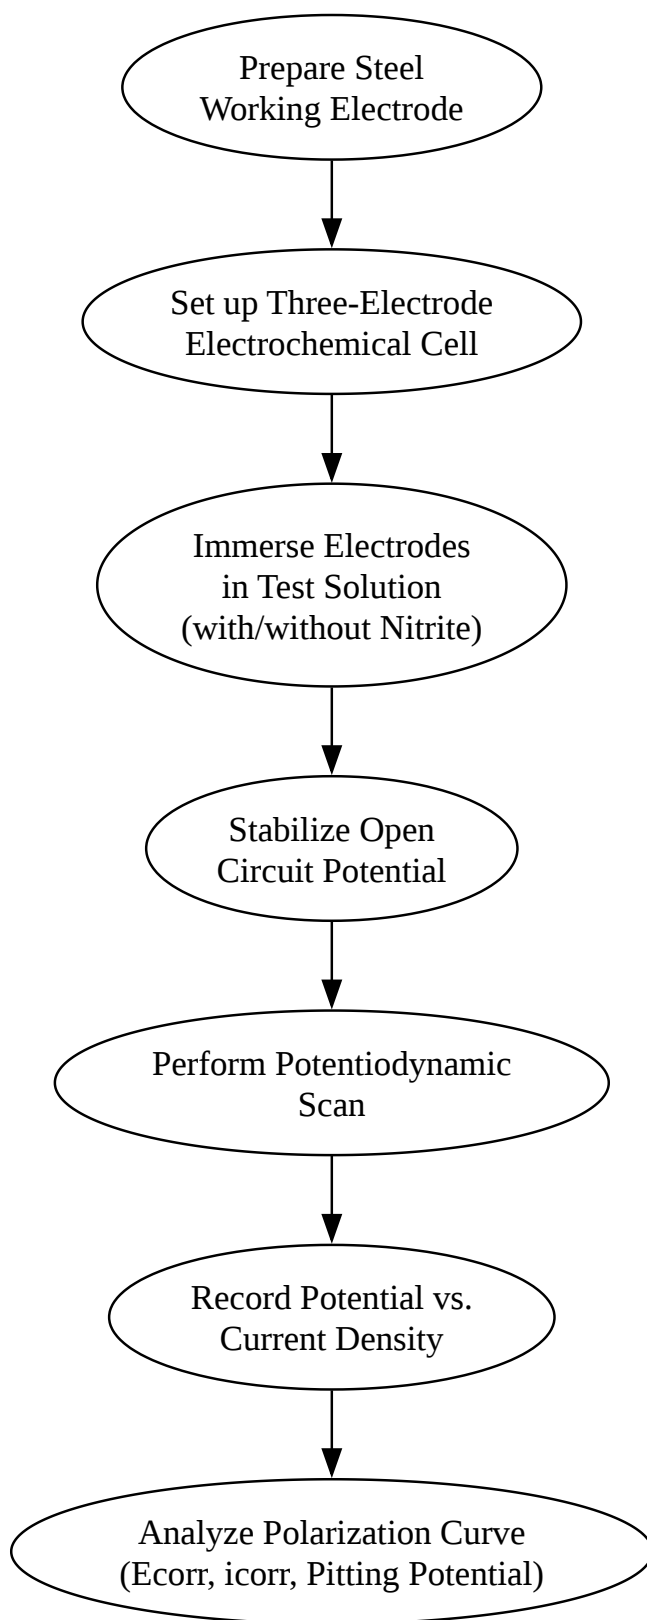 Prepare Steel
Working Electrode
Set up Three-Electrode
Electrochemical Cell
Immerse Electrodes
in Test Solution
(with/without Nitrite)
Stabilize Open
Circuit Potential
Perform Potentiodynamic
Scan
Record Potential vs.
Current Density
Analyze Polarization Curve
(Ecorr, icorr, Pitting Potential)